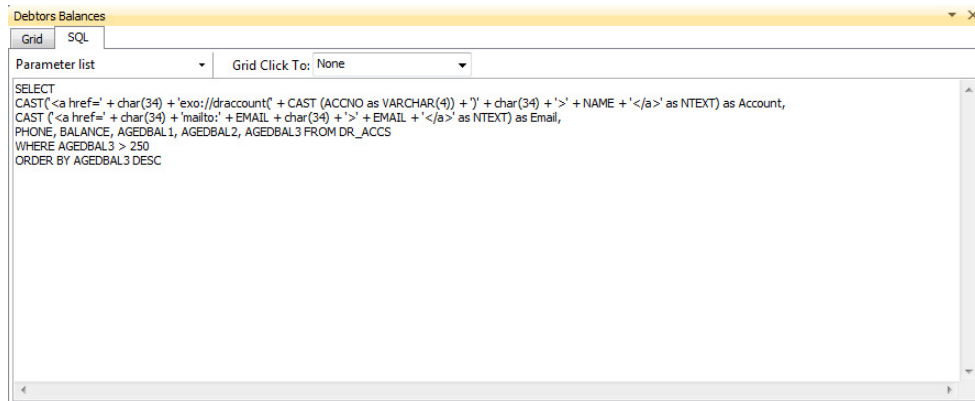 Debtors Balances
Grid SQL
Parameter list Grid Click To: None
SELECT
CAST('<a href=' + char(34) + 'exo://draccount(' + CAST (ACCNO as VARCHAR(4)) + ')' + char(34) + '>' + NAME + '</a>' as NTEXT) as Account,
CAST ('<a href=' + char(34) + 'mailto:' + EMAIL + char(34) + '>' + EMAIL + '</a>' as NTEXT) as Email,
PHONE, BALANCE, AGEDBAL1, AGEDBAL2, AGEDBAL3 FROM DR_ACCS
WHERE AGEDBAL3 > 250
ORDER BY AGEDBAL3 DESC